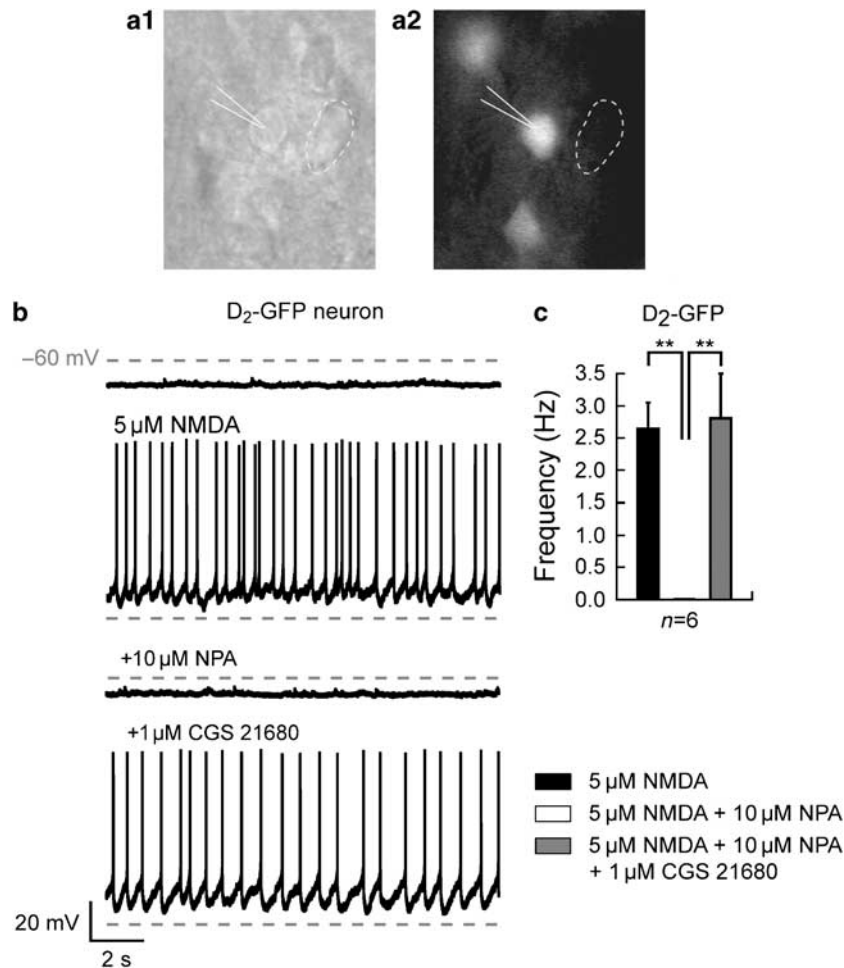 a1
a2
b
D2-GFP neuron
–60 mV
5 µM NMDA
+10 µM NPA
+1 µM CGS 21680
20 mV
2 s
c
D2-GFP
**
**
Frequency (Hz)
3.5
3.0
2.5
2.0
1.5
1.0
0.5
0.0
n=6
5 µM NMDA
5 µM NMDA + 10 µM NPA
5 µM NMDA + 10 µM NPA
+ 1 µM CGS 21680